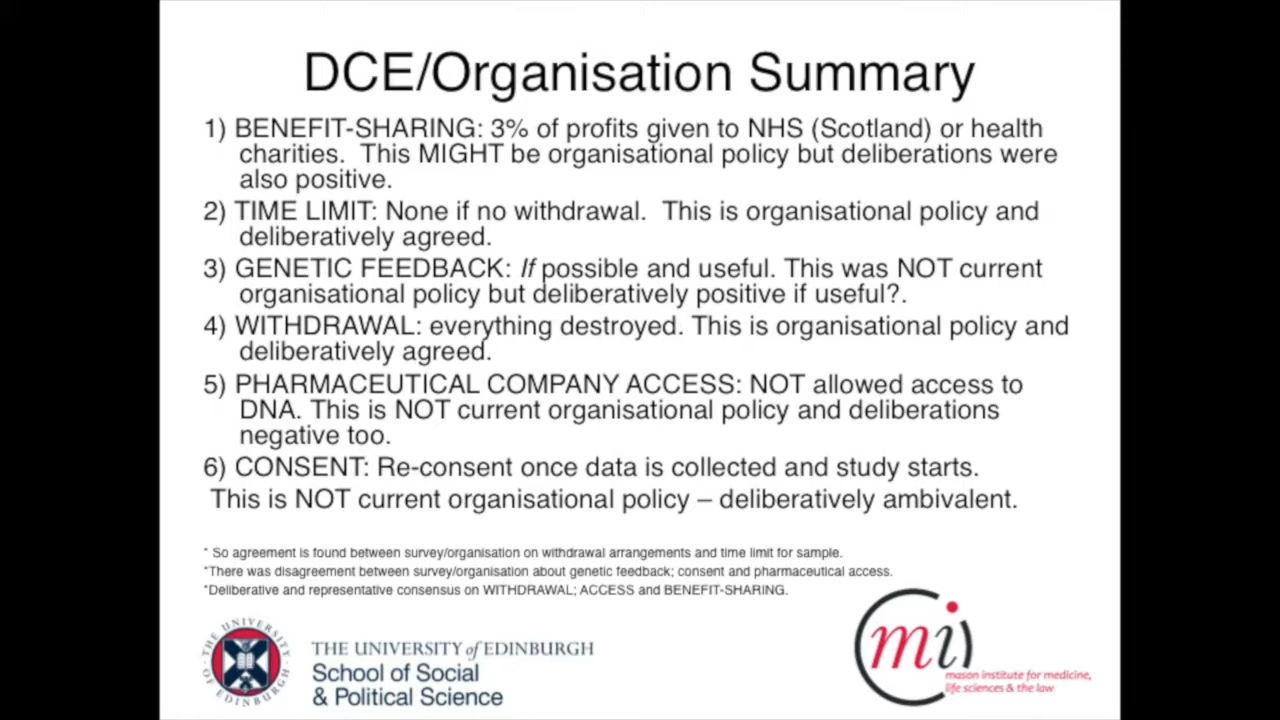 DCE/Organisation Summary
1) BENEFIT-SHARING: 3% of profits given to NHS (Scotland) or health
charities.  This MIGHT be organisational policy but deliberations were
also positive.
2) TIME LIMIT: None if no withdrawal.  This is organisational policy and
deliberatively agreed.
3) GENETIC FEEDBACK: If possible and useful. This was NOT current
organisational policy but deliberatively positive if useful?.
4) WITHDRAWAL: everything destroyed. This is organisational policy and
deliberatively agreed.
5) PHARMACEUTICAL COMPANY ACCESS: NOT allowed access to
DNA. This is NOT current organisational policy and deliberations
negative too.
6) CONSENT: Re-consent once data is collected and study starts.
This is NOT current organisational policy – deliberatively ambivalent.
* So agreement is found between survey/organisation on withdrawal arrangements and time limit for sample.
*There was disagreement between survey/organisation about genetic feedback; consent and pharmaceutical access.
*Deliberative and representative consensus on WITHDRAWAL; ACCESS and BENEFIT-SHARING.
THE UNIVERSITY OF EDINBURGH
THE UNIVERSITY of EDINBURGH
School of Social
& Political Science
mi
mason institute for medicine,
life sciences & the law